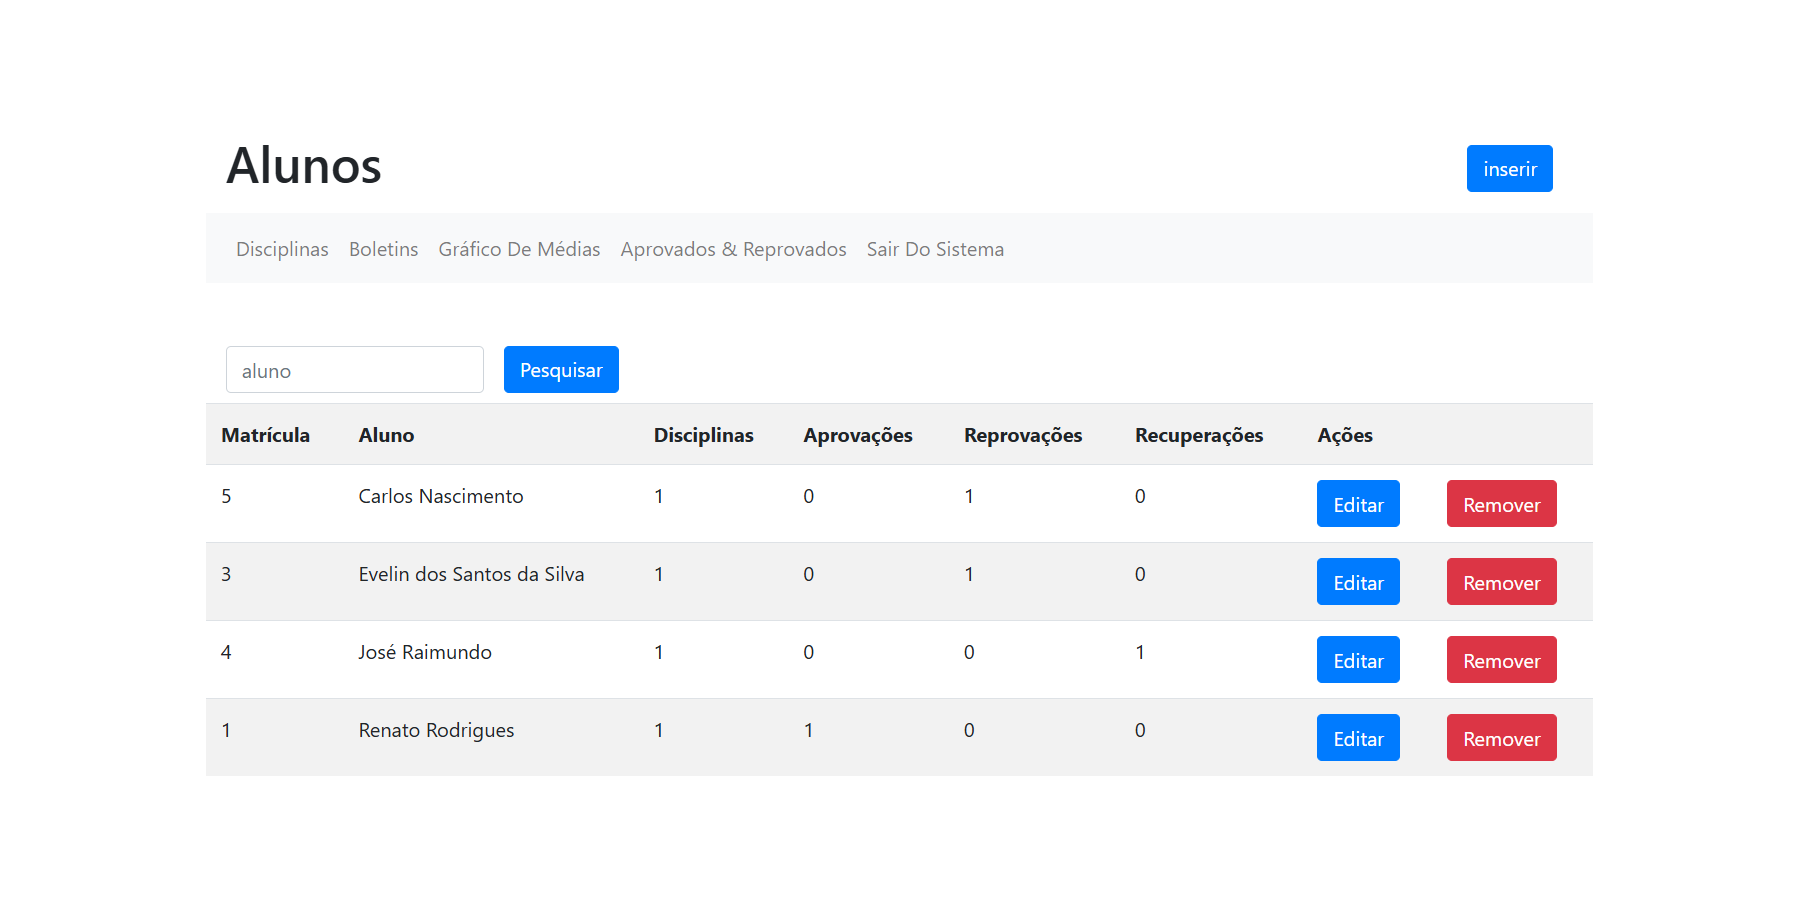 Alunos inserir
Disciplinas Boletins Gráfico De Médias Aprovados & Reprovados Sair Do Sistema
aluno Pesquisar
Matrícula Aluno Disciplinas Aprovações Reprovações Recuperações Ações
5 Carlos Nascimento 1 0 1 0 Editar Remover
3 Evelin dos Santos da Silva 1 0 1 0 Editar Remover
4 José Raimundo 1 0 0 1 Editar Remover
1 Renato Rodrigues 1 1 0 0 Editar Remover